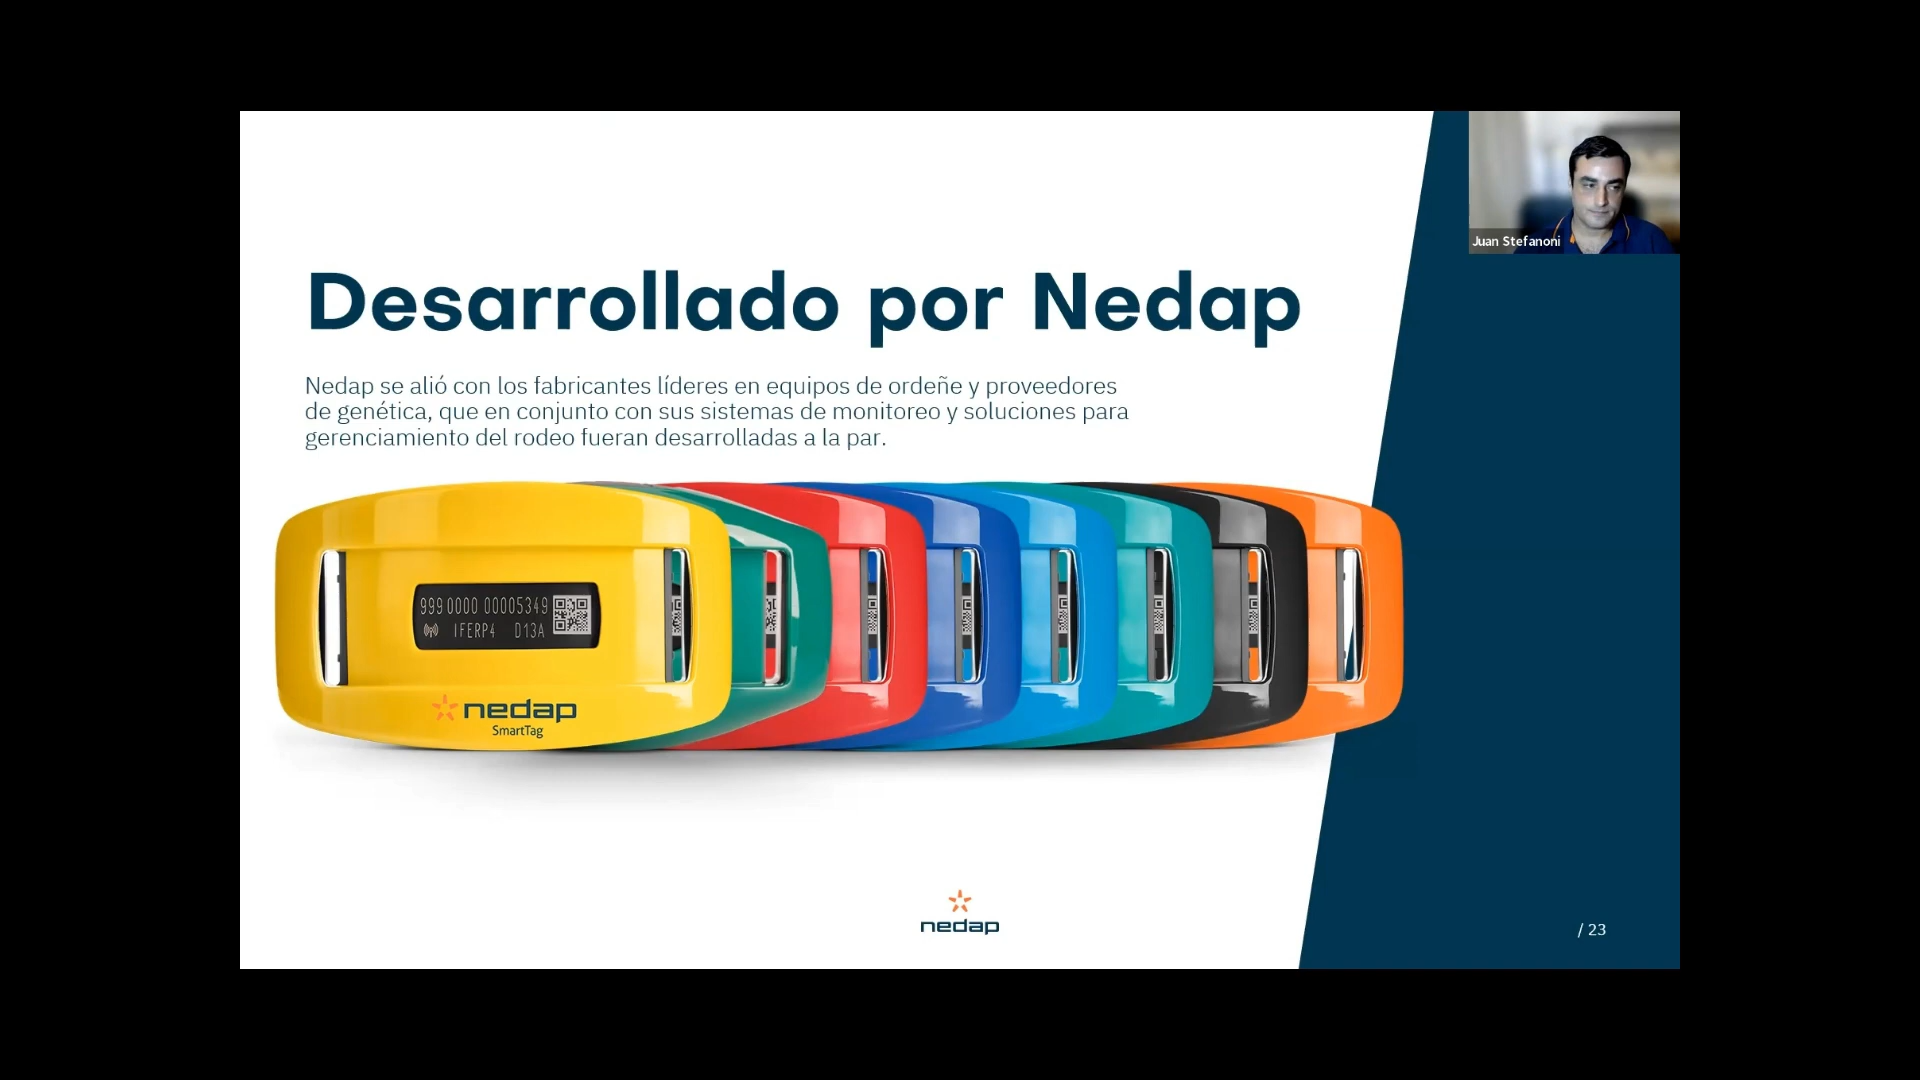 Juan Stefanoni
Desarrollado por Nedap
Nedap se alió con los fabricantes líderes en equipos de ordeñe y proveedores
de genética, que en conjunto con sus sistemas de monitoreo y soluciones para
gerenciamiento del rodeo fueran desarrolladas a la par.
999 0000 00005349
IFERP4 D13A
nedap
SmartTag
nedap
/ 23